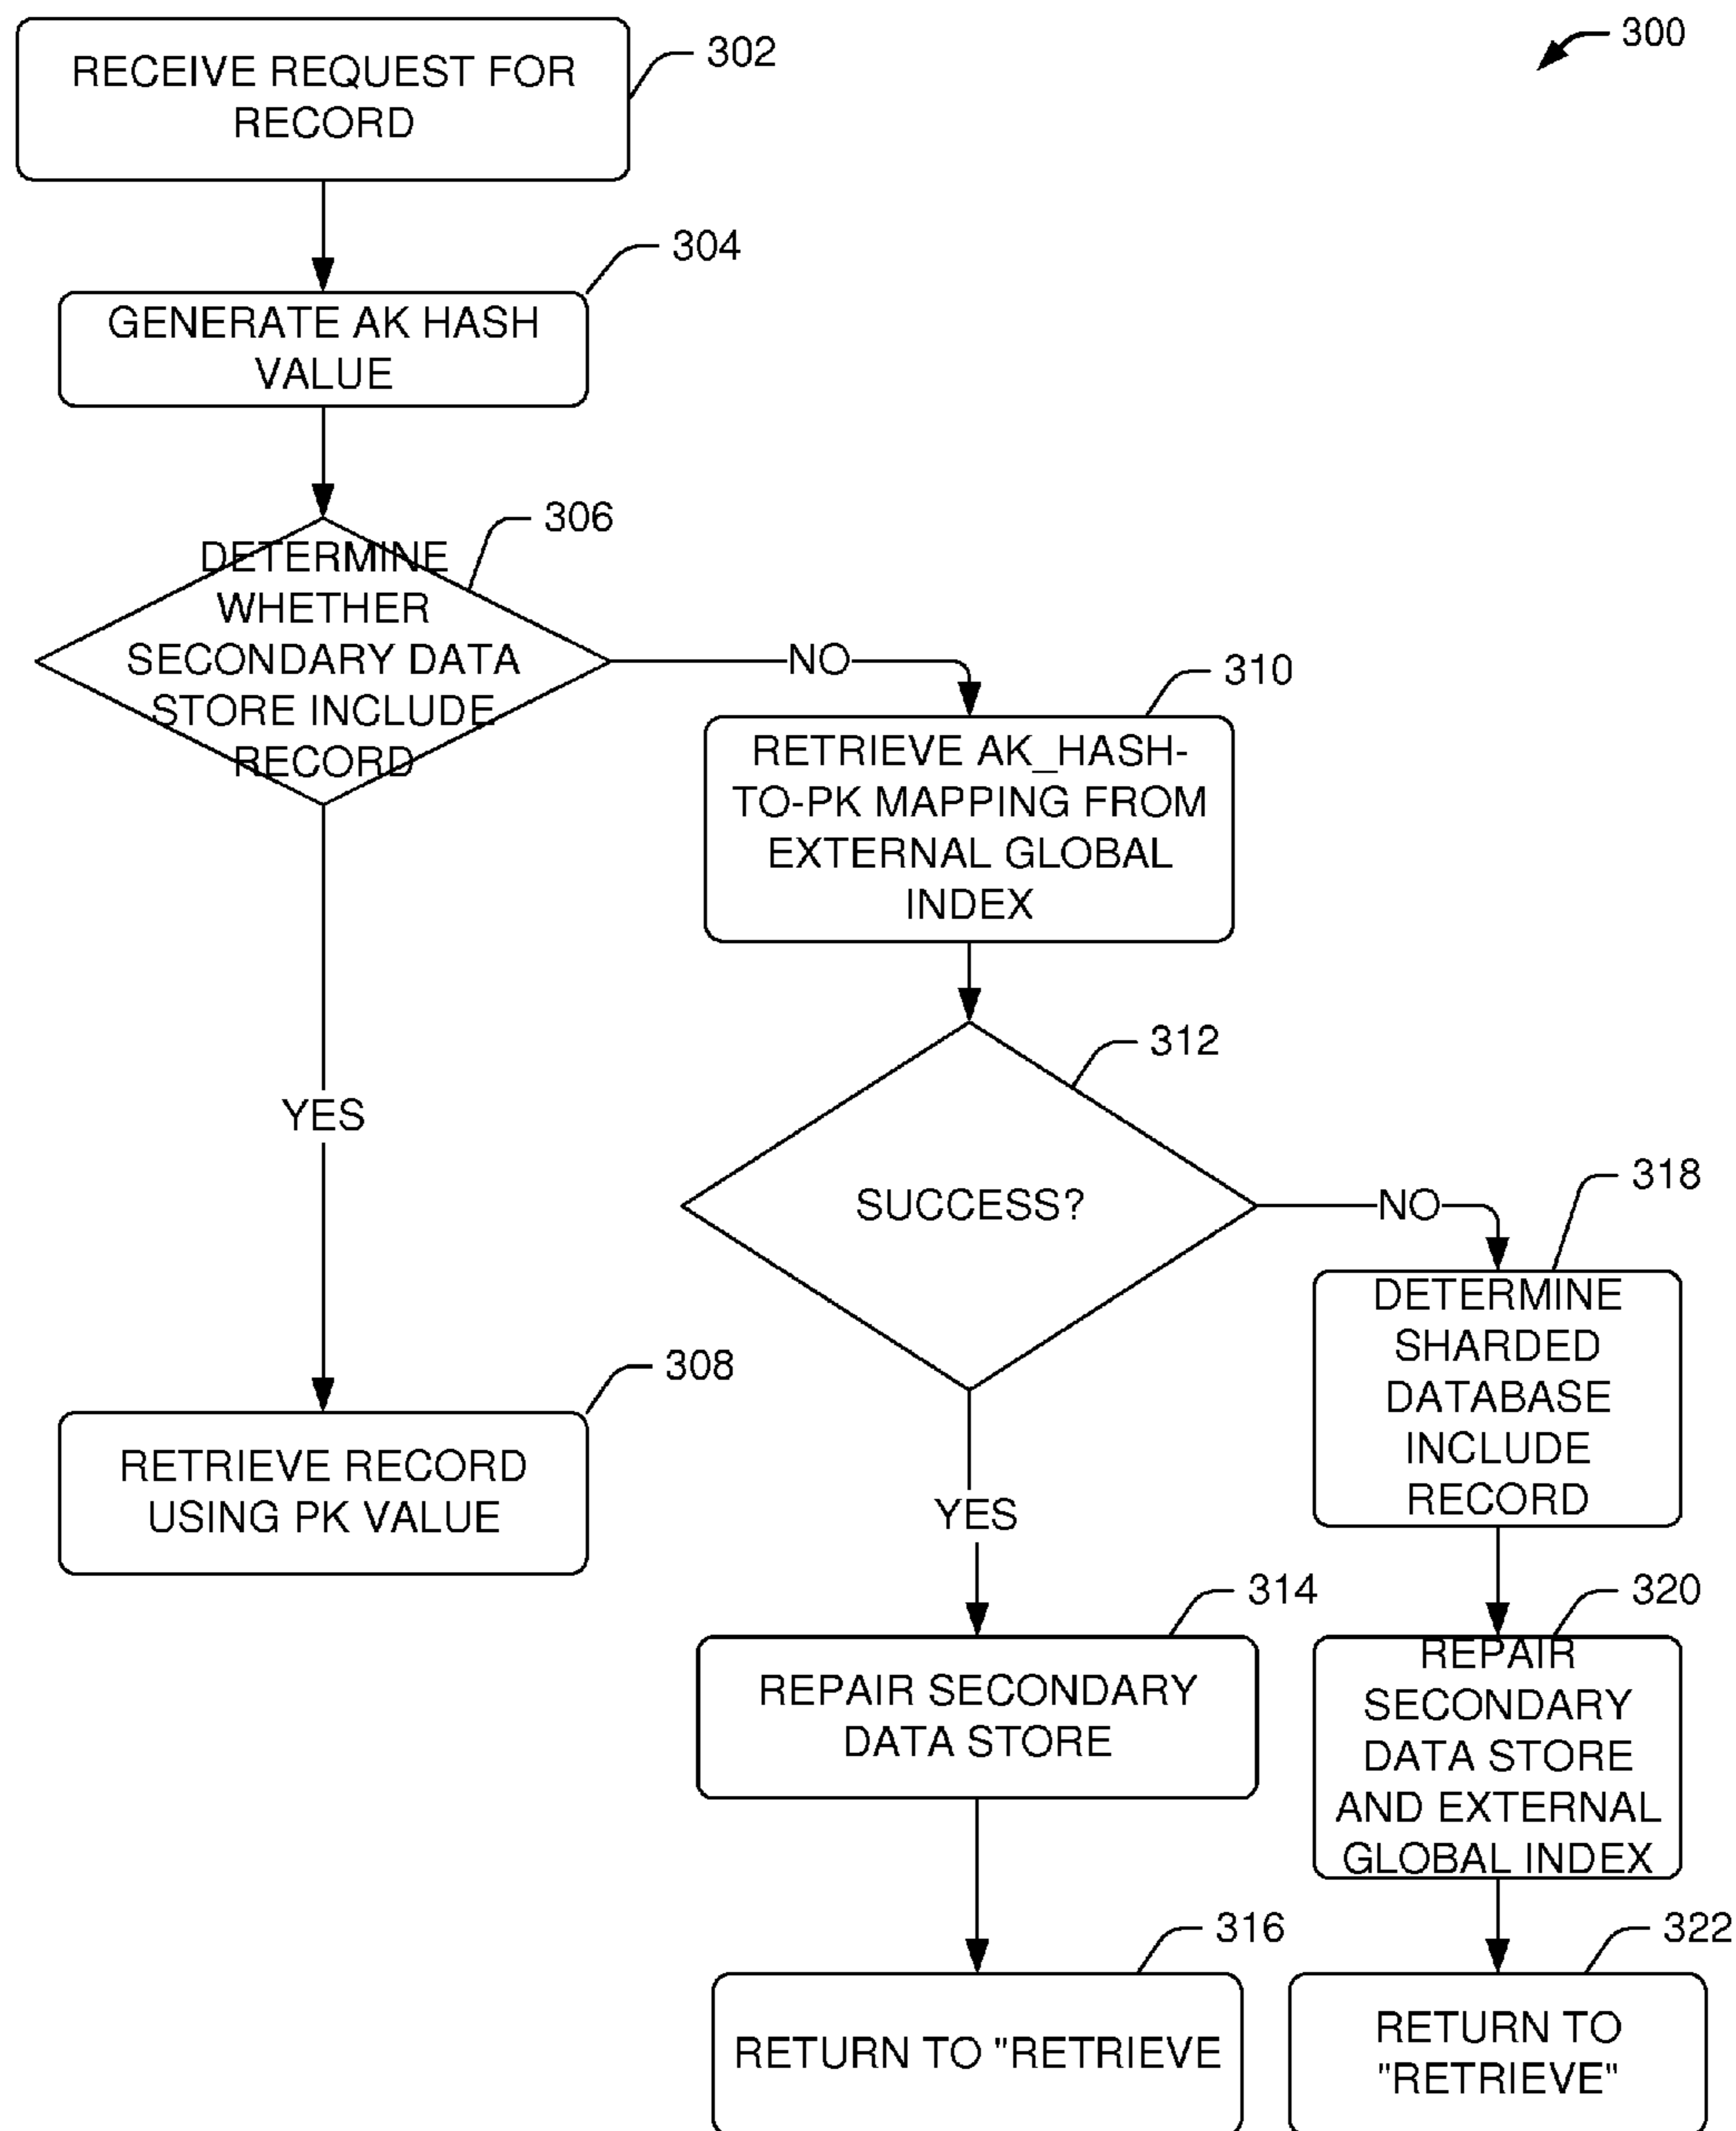 300
RECEIVE REQUEST FOR
RECORD
302
GENERATE AK HASH
VALUE
304
DETERMINE
WHETHER
SECONDARY DATA
STORE INCLUDE
RECORD
306
YES
NO
RETRIEVE RECORD
USING PK VALUE
308
RETRIEVE AK_HASH-
TO-PK MAPPING FROM
EXTERNAL GLOBAL
INDEX
310
SUCCESS?
312
YES
NO
REPAIR SECONDARY
DATA STORE
314
RETURN TO "RETRIEVE
316
DETERMINE
SHARDED
DATABASE
INCLUDE
RECORD
318
REPAIR
SECONDARY
DATA STORE
AND EXTERNAL
GLOBAL INDEX
320
RETURN TO
"RETRIEVE"
322